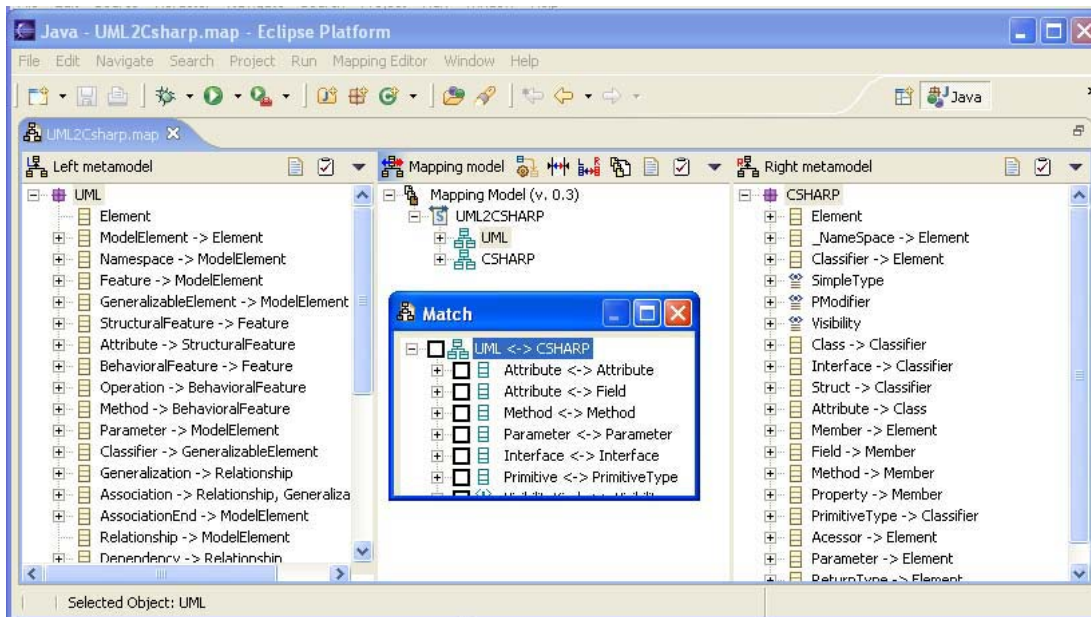 Java - UML2Csharp.map - Eclipse Platform
File Edit Navigate Search Project Run Mapping Editor Window Help
Java
UML2Csharp.map
Left metamodel
UML
Element
ModelElement -> Element
Namespace -> ModelElement
Feature -> ModelElement
GeneralizableElement -> ModelElement
StructuralFeature -> Feature
Attribute -> StructuralFeature
BehavioralFeature -> Feature
Operation -> BehavioralFeature
Method -> BehavioralFeature
Parameter -> ModelElement
Classifier -> GeneralizableElement
Generalization -> Relationship
Association -> Relationship, Generaliza
AssociationEnd -> ModelElement
Relationship -> ModelElement
Dependency -> Relationship
Mapping model
Mapping Model (v. 0.3)
UML2CSHARP
UML
CSHARP
Match
UML <-> CSHARP
Attribute <-> Attribute
Attribute <-> Field
Method <-> Method
Parameter <-> Parameter
Interface <-> Interface
Primitive <-> PrimitiveType
Right metamodel
CSHARP
Element
_NameSpace -> Element
Classifier -> Element
SimpleType
PModifier
Visibility
Class -> Classifier
Interface -> Classifier
Struct -> Classifier
Attribute -> Class
Member -> Element
Field -> Member
Method -> Member
Property -> Member
PrimitiveType -> Classifier
Acessor -> Element
Parameter -> Element
ReturnType -> Element
Selected Object: UML